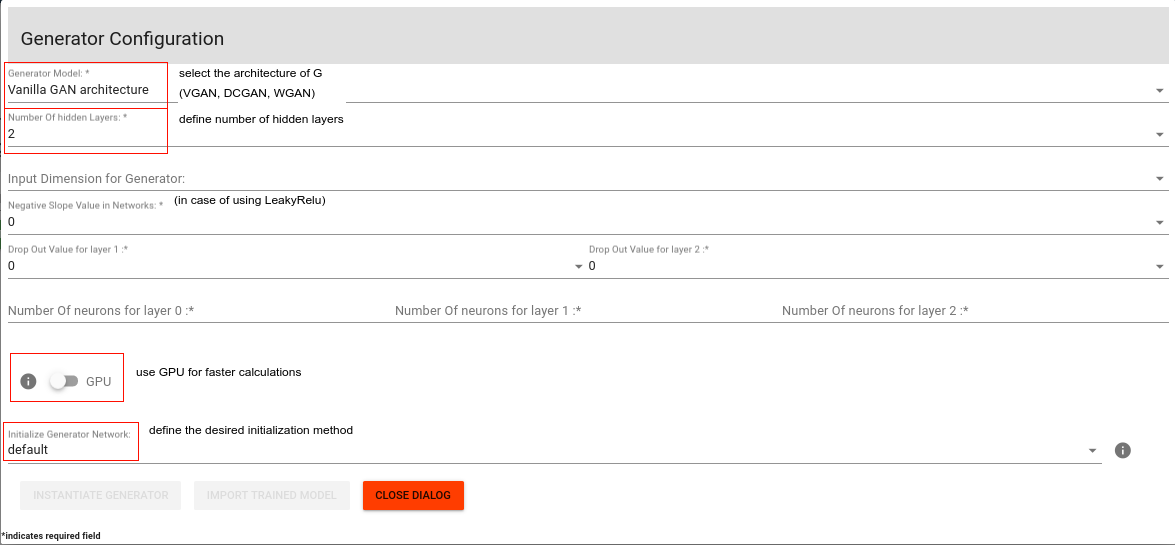 Generator Configuration
Generator Model: *
select the architecture of G
Vanilla GAN architecture
(VGAN, DCGAN, WGAN)
Number Of hidden Layers: *
define number of hidden layers
2
Input Dimension for Generator:
Negative Slope Value in Networks: *
(in case of using LeakyRelu)
0
Drop Out Value for layer 1 :*
Drop Out Value for layer 2 :*
0
0
Number Of neurons for layer 0 :*
Number Of neurons for layer 1 :*
Number Of neurons for layer 2 :*
GPU
use GPU for faster calculations
Initialize Generator Network:
define the desired initialization method
default
INSTANTIATE GENERATOR
IMPORT TRAINED MODEL
CLOSE DIALOG
*indicates required field